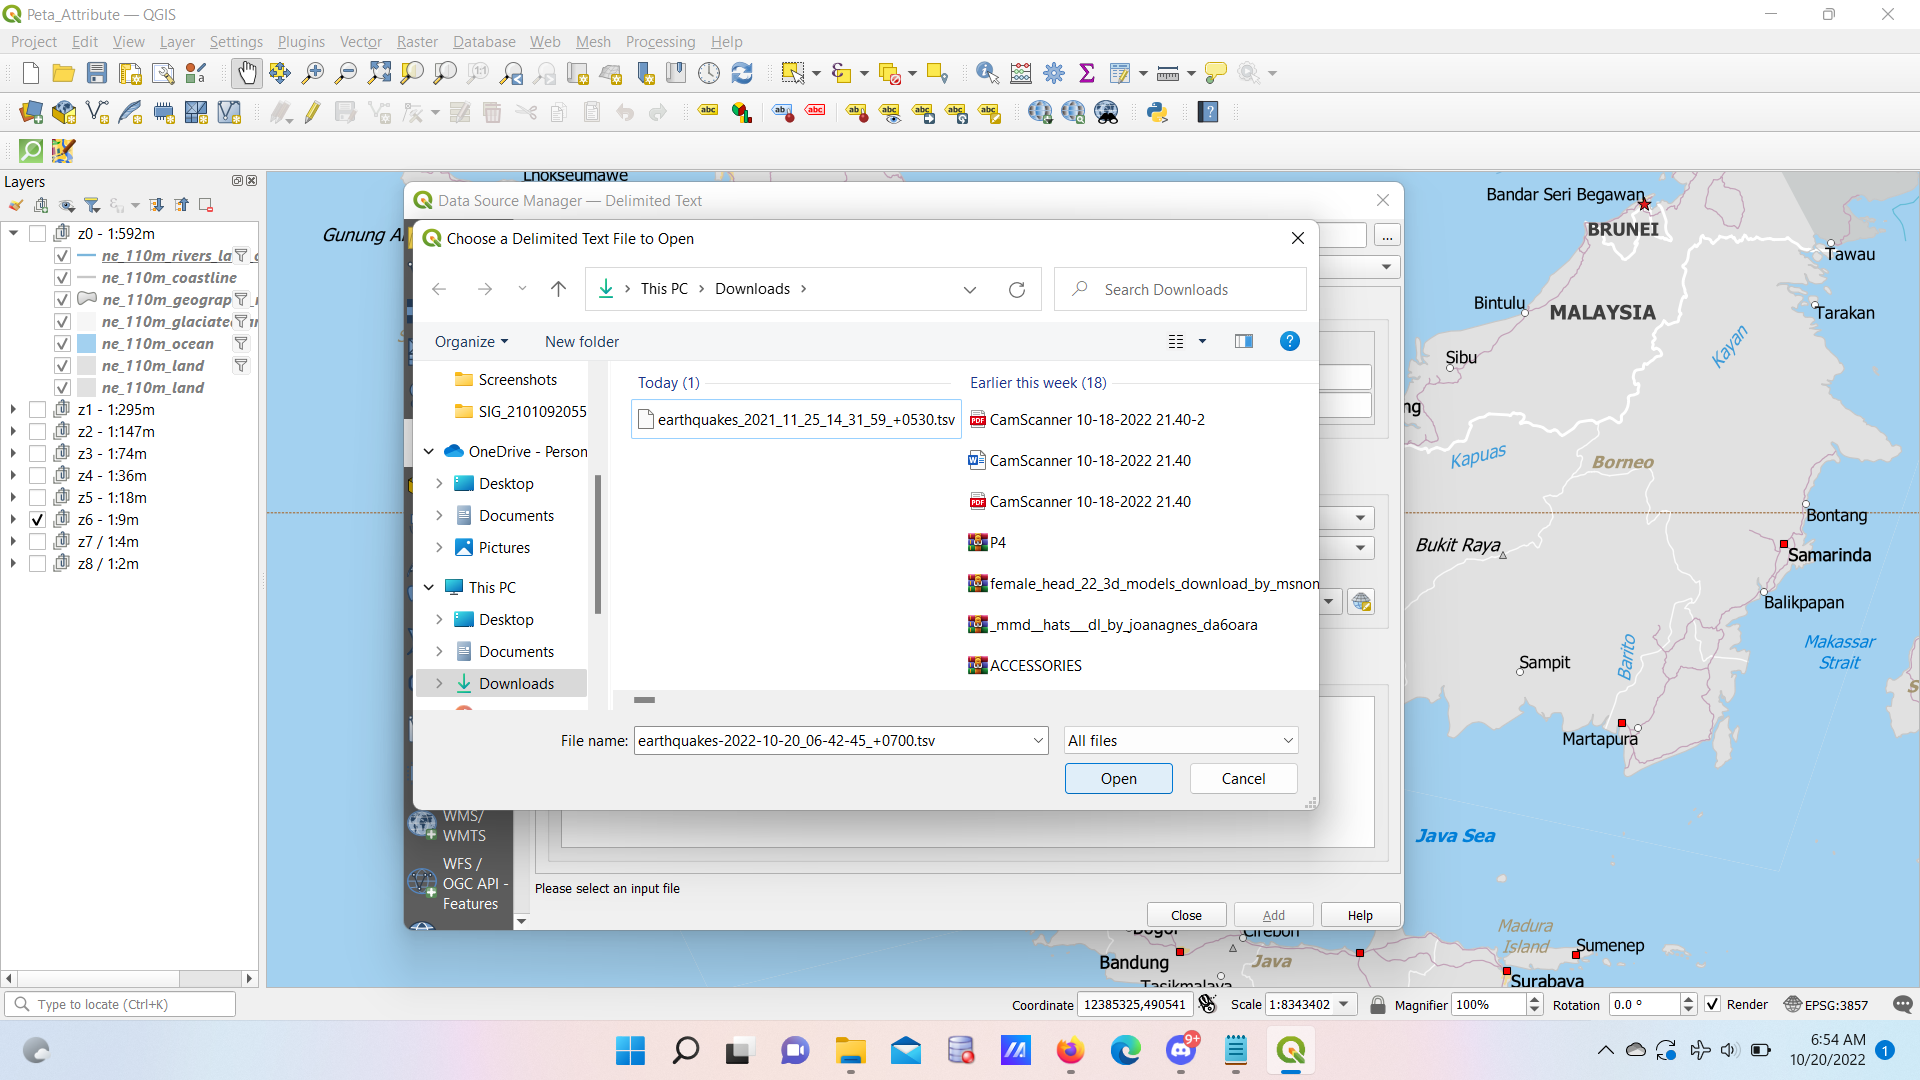 Peta_Attribute — QGIS
Project Edit View Layer Settings Plugins Vector Raster Database Web Mesh Processing Help
Layers
z0 - 1:592m
ne_110m_rivers_la
ne_110m_coastline
ne_110m_geograp
ne_110m_glaciate
ne_110m_ocean
ne_110m_land
ne_110m_land
z1 - 1:295m
z2 - 1:147m
z3 - 1:74m
z4 - 1:36m
z5 - 1:18m
z6 - 1:9m
z7 / 1:4m
z8 / 1:2m
Type to locate (Ctrl+K)
Lhokseumawe
Data Source Manager — Delimited Text
...
Choose a Delimited Text File to Open
This PC > Downloads >
Search Downloads
Organize
New folder
Screenshots
SIG_2101092055
OneDrive - Person
Desktop
Documents
Pictures
This PC
Desktop
Documents
Downloads
Today (1)
earthquakes_2021_11_25_14_31_59_+0530.tsv
Earlier this week (18)
CamScanner 10-18-2022 21.40-2
CamScanner 10-18-2022 21.40
CamScanner 10-18-2022 21.40
P4
female_head_22_3d_models_download_by_msnon
_mmd__hats___dl_by_joanagnes_da6oara
ACCESSORIES
File name: earthquakes-2022-10-20_06-42-45_+0700.tsv
All files
Open
Cancel
WMS/
WMTS
WFS /
OGC API -
Features
Please select an input file
Close
Add
Help
Bandar Seri Begawan
BRUNEI
Tawau
Bintulu
MALAYSIA
Tarakan
Kayan
Sibu
Kapuas
Borneo
Bontang
Bukit Raya
Samarinda
Balikpapan
Barito
Makassar
Strait
Sampit
Martapura
Java Sea
Madura
Island
Sumenep
Bogor
Cirebon
Bandung
Java
Tasikmalaya
Surabaya
Coordinate 12385325,490541
Scale 1:8343402
Magnifier 100%
Rotation 0.0 °
Render
EPSG:3857
9+
6:54 AM
10/20/2022
1